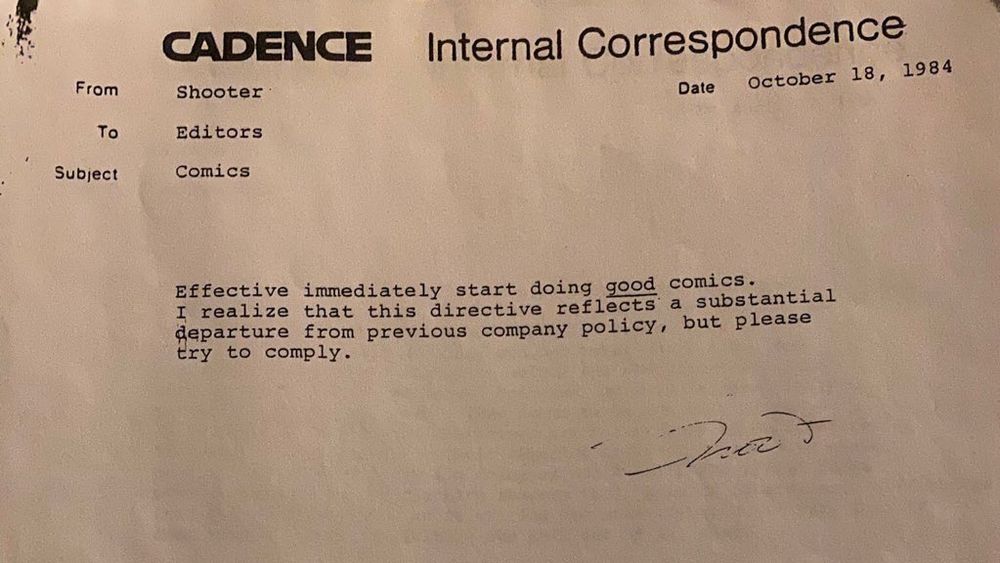 CADENCE Internal Correspondence
From Shooter Date October 18, 1984
To Editors
Subject Comics
Effective immediately start doing good comics.
I realize that this directive reflects a substantial
departure from previous company policy, but please
try to comply.